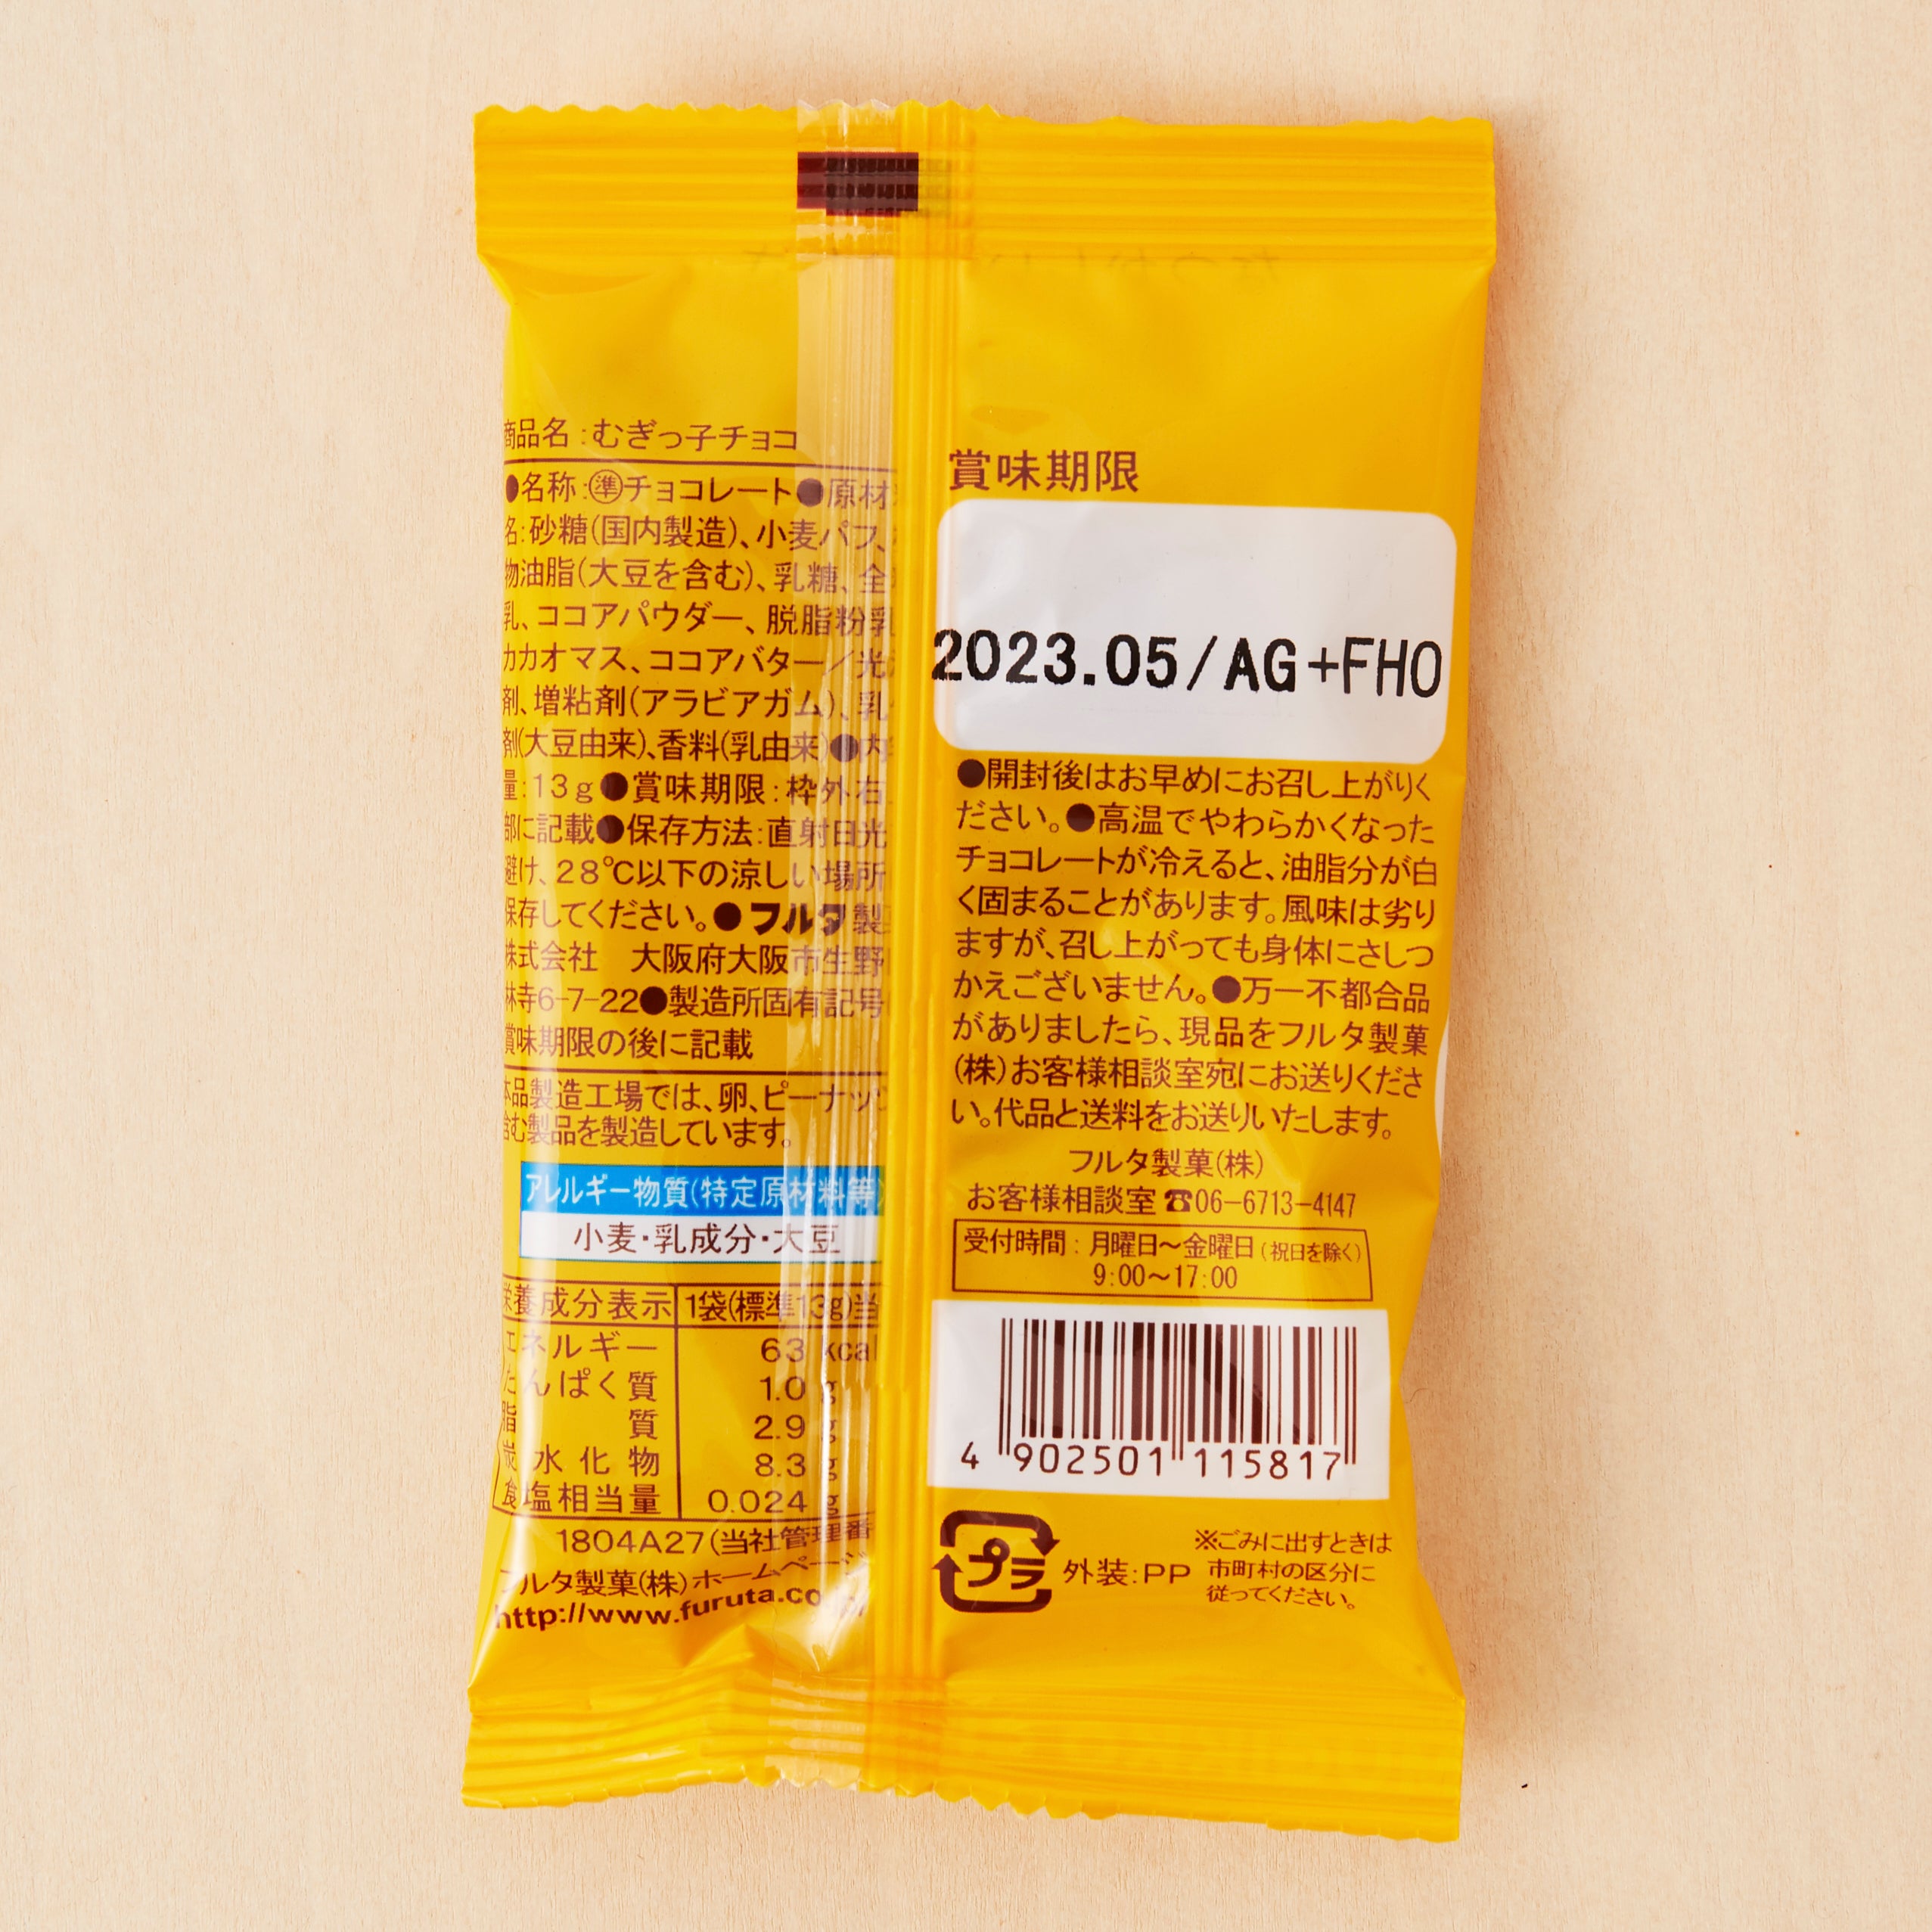 商品名:むぎっ子チョコ
●名称:㊤チョコレート●原材
名:砂糖(国内製造)、小麦パフ、
物油脂(大豆を含む)、乳糖、全
乳、ココアパウダー、脱脂粉乳
カカオマス、ココアバター/光
剤、増粘剤(アラビアガム)、乳
剤(大豆由来)、香料(乳由来)●内
量:13g●賞味期限:枠外右
部に記載●保存方法:直射日光
避け、28℃以下の涼しい場所
保存してください。●フルタ製
株式会社 大阪府大阪市生野
林寺6-7-22●製造所固有記号
賞味期限の後に記載
本品製造工場では、卵、ピーナッツ
含む製品を製造しています。
アレルギー物質(特定原材料等)
小麦・乳成分・大豆
栄養成分表示 1袋(標準13g)当
エネルギー 63 kcal
たんぱく質 1.0 g
脂質 2.9 g
炭水化物 8.3 g
食塩相当量 0.024 g
1804A27(当社管理番
フルタ製菓(株)ホームページ
http://www.furuta.co.jp/
賞味期限
2023.05/AG+FHO
●開封後はお早めにお召し上がりく
ださい。●高温でやわらかくなった
チョコレートが冷えると、油脂分が白
く固まることがあります。風味は劣り
ますが、召し上がっても身体にさしつ
かえございません。●万一不都合品
がありましたら、現品をフルタ製菓
(株)お客様相談室宛にお送りくださ
い。代品と送料をお送りいたします。
フルタ製菓(株)
お客様相談室☎06-6713-4147
受付時間:月曜日〜金曜日(祝日を除く)
9:00〜17:00
4 902501 115817
プラ 外装:PP
※ごみに出すときは
市町村の区分に
従ってください。